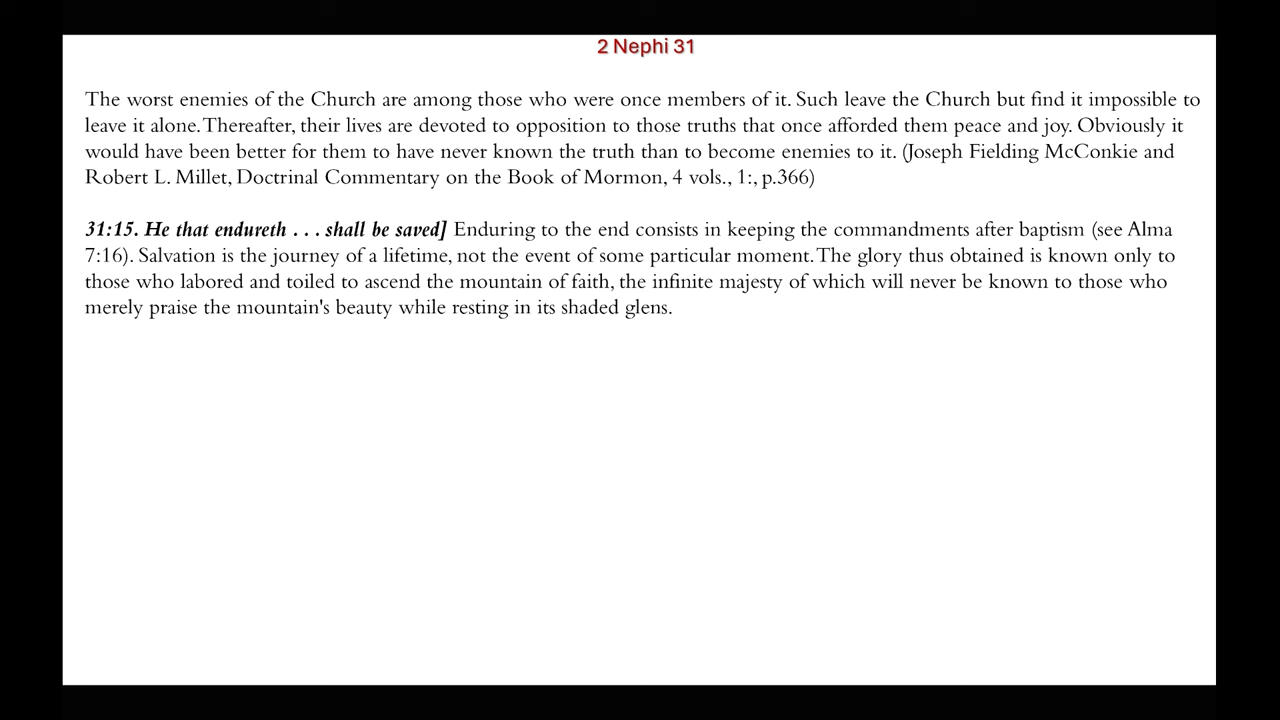 2 Nephi 31
The worst enemies of the Church are among those who were once members of it. Such leave the Church but find it impossible to
leave it alone. Thereafter, their lives are devoted to opposition to those truths that once afforded them peace and joy. Obviously it
would have been better for them to have never known the truth than to become enemies to it. (Joseph Fielding McConkie and
Robert L. Millet, Doctrinal Commentary on the Book of Mormon, 4 vols., 1:, p.366)
31:15. He that endureth . . . shall be saved] Enduring to the end consists in keeping the commandments after baptism (see Alma
7:16). Salvation is the journey of a lifetime, not the event of some particular moment. The glory thus obtained is known only to
those who labored and toiled to ascend the mountain of faith, the infinite majesty of which will never be known to those who
merely praise the mountain's beauty while resting in its shaded glens.